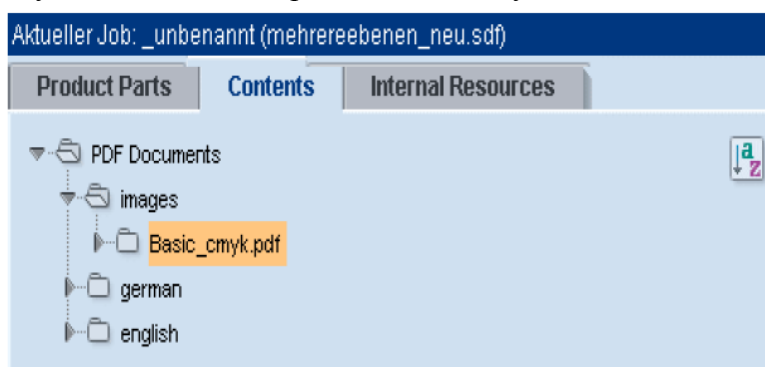 Aktueller Job: _unbenannt (mehrereebenen_neu.sdf)
Product Parts Contents Internal Resources
PDF Documents
a
z
images
Basic_cmyk.pdf
german
english